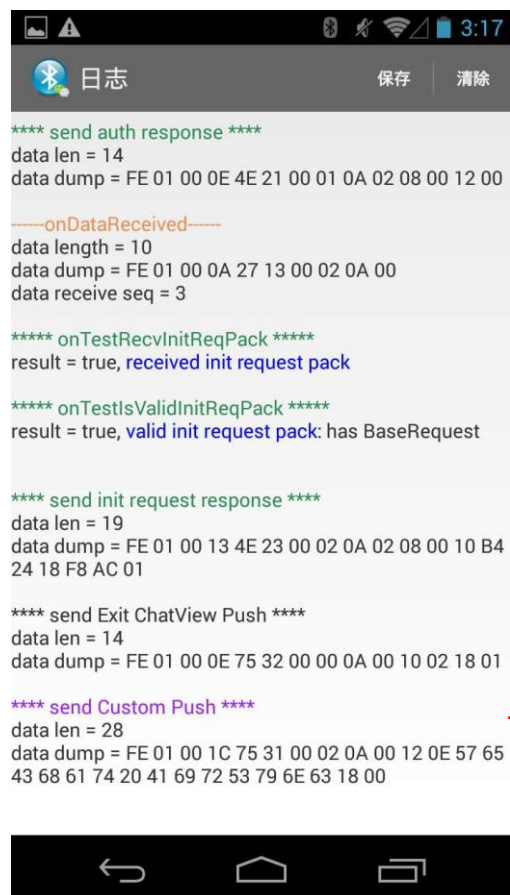 3:17
日志 保存 清除
**** send auth response ****
data len = 14
data dump = FE 01 00 0E 4E 21 00 01 0A 02 08 00 12 00
------onDataReceived------
data length = 10
data dump = FE 01 00 0A 27 13 00 02 0A 00
data receive seq = 3
***** onTestRecvInitReqPack *****
result = true, received init request pack
***** onTestIsValidInitReqPack *****
result = true, valid init request pack: has BaseRequest
**** send init request response ****
data len = 19
data dump = FE 01 00 13 4E 23 00 02 0A 02 08 00 10 B4
24 18 F8 AC 01
**** send Exit ChatView Push ****
data len = 14
data dump = FE 01 00 0E 75 32 00 00 0A 00 10 02 18 01
**** send Custom Push ****
data len = 28
data dump = FE 01 00 1C 75 31 00 02 0A 00 12 0E 57 65
43 68 61 74 20 41 69 72 53 79 6E 63 18 00